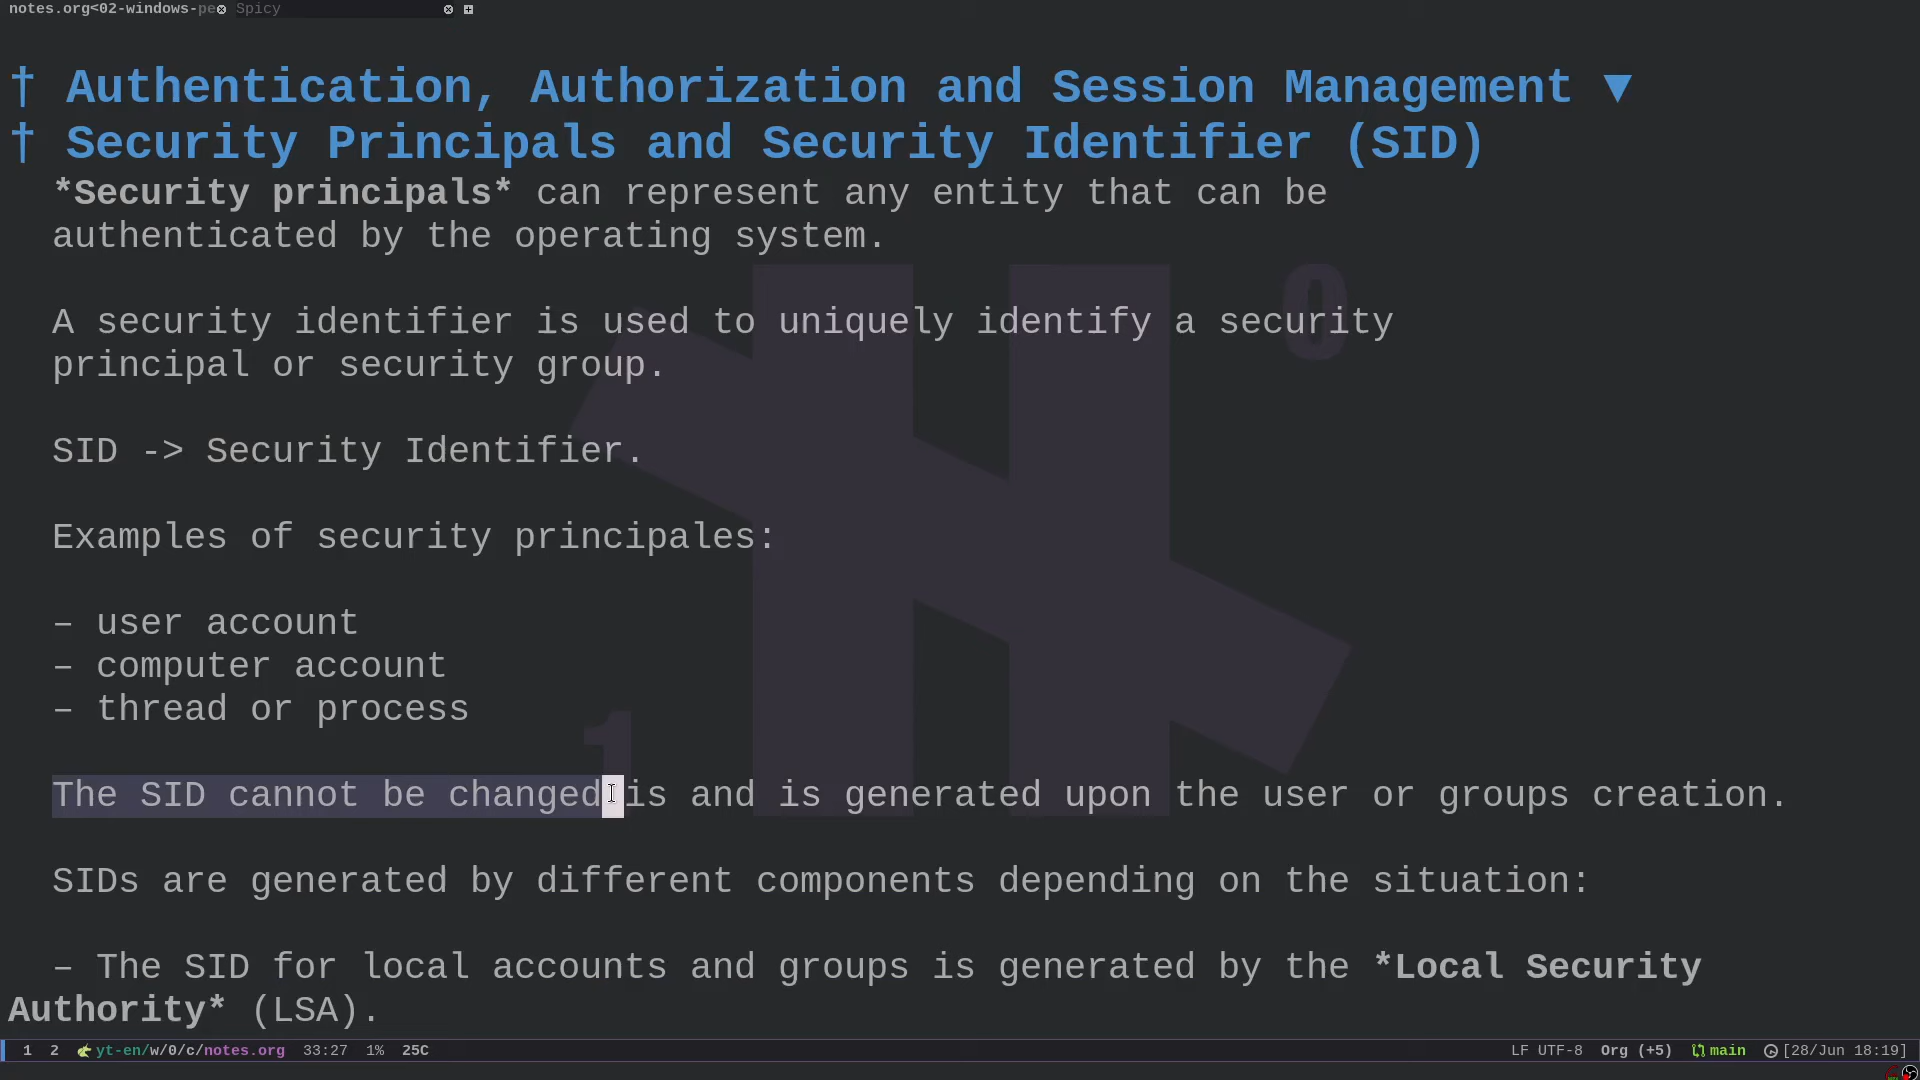 notes.org<02-windows-pe Spicy
† Authentication, Authorization and Session Management ▼
† Security Principals and Security Identifier (SID)
*Security principals* can represent any entity that can be
authenticated by the operating system.
A security identifier is used to uniquely identify a security
principal or security group.
SID -> Security Identifier.
Examples of security principales:
– user account
– computer account
– thread or process
The SID cannot be changed is and is generated upon the user or groups creation.
SIDs are generated by different components depending on the situation:
– The SID for local accounts and groups is generated by the *Local Security
Authority* (LSA).
1 2 yt-en/w/0/c/notes.org 33:27 1% 25C LF UTF-8 Org (+5) main [28/Jun 18:19]
0
1